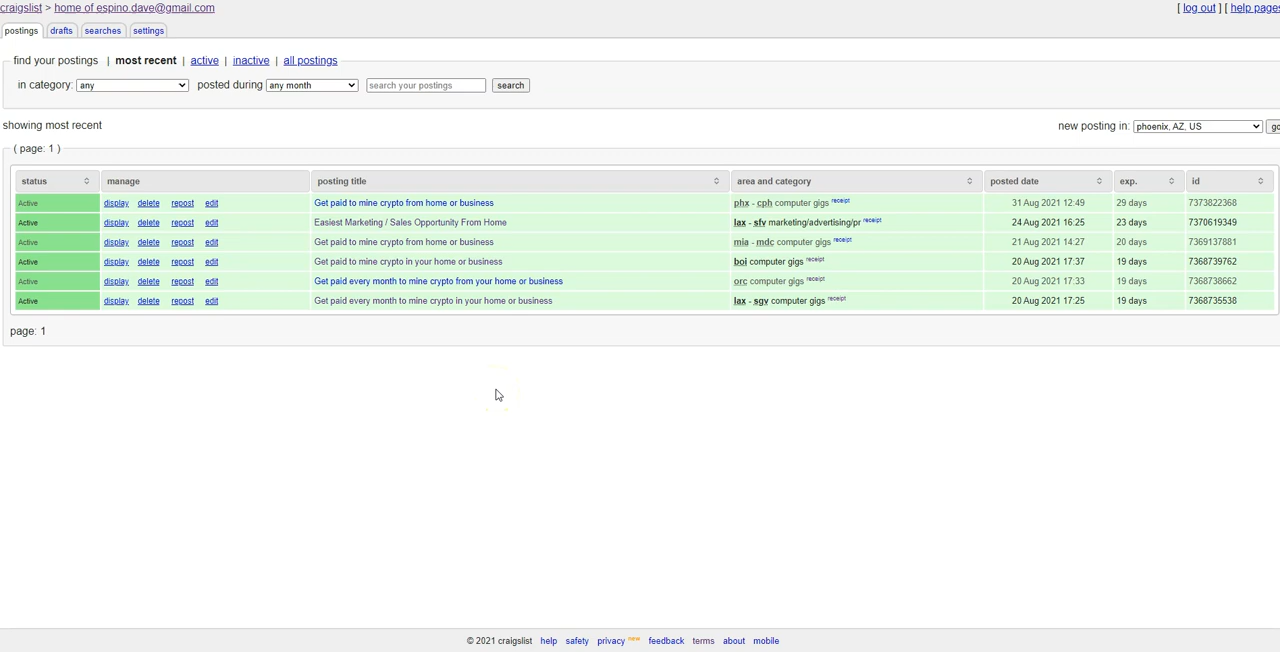 craigslist > home of espino.dave@gmail.com [ log out ] [ help pages
postings drafts searches settings
find your postings | most recent | active | inactive | all postings
in category: any posted during any month search your postings search
showing most recent new posting in: phoenix, AZ, US go
( page: 1 )
status manage posting title area and category posted date exp. id
Active display delete repost edit Get paid to mine crypto from home or business phx - cph computer gigs receipt 31 Aug 2021 12:49 29 days 7373822368
Active display delete repost edit Easiest Marketing / Sales Opportunity From Home lax - sfv marketing/advertising/pr receipt 24 Aug 2021 16:25 23 days 7370619349
Active display delete repost edit Get paid to mine crypto from home or business mia - mdc computer gigs receipt 21 Aug 2021 14:27 20 days 7369137881
Active display delete repost edit Get paid to mine crypto in your home or business boi computer gigs receipt 20 Aug 2021 17:37 19 days 7368739762
Active display delete repost edit Get paid every month to mine crypto from your home or business orc computer gigs receipt 20 Aug 2021 17:33 19 days 7368738662
Active display delete repost edit Get paid every month to mine crypto in your home or business lax - sgv computer gigs receipt 20 Aug 2021 17:25 19 days 7368735538
page: 1
© 2021 craigslist help safety privacy new feedback terms about mobile